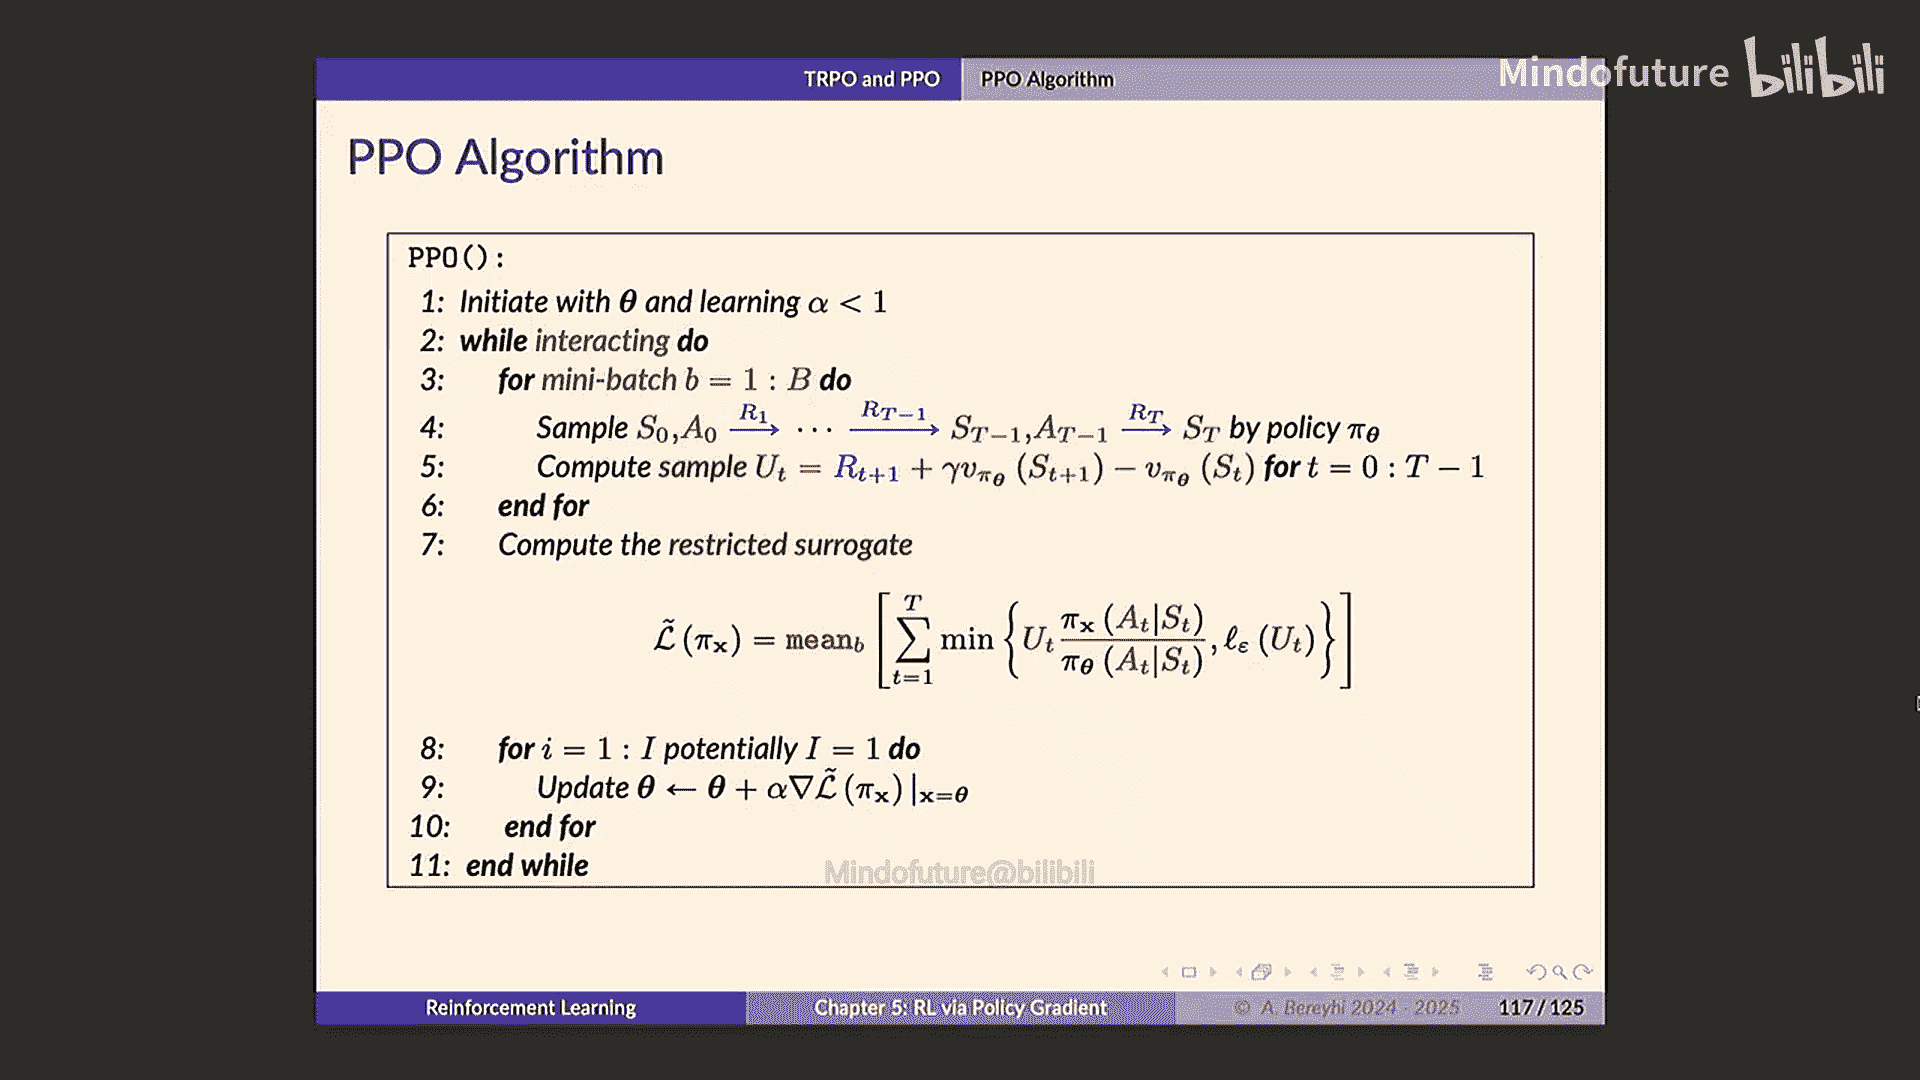 Mindofuture bilibili
TRPO and PPO PPO Algorithm
PPO Algorithm
PPO():
1: Initiate with θ and learning α < 1
2: while interacting do
3: for mini-batch b = 1 : B do
4: Sample S₀,A₀ —R₁→ ⋯ —R_{T−1}→ S_{T−1},A_{T−1} —R_T→ S_T by policy π_θ
5: Compute sample U_t = R_{t+1} + γv_{π_θ} (S_{t+1}) − v_{π_θ} (S_t) for t = 0 : T − 1
6: end for
7: Compute the restricted surrogate
L̃ (π_x) = mean_b [ ∑_{t=1}^{T} min { U_t π_x (A_t|S_t) / π_θ (A_t|S_t) , ℓ_ε (U_t) } ]
8: for i = 1 : I potentially I = 1 do
9: Update θ ← θ + α∇L̃ (π_x) |_{x=θ}
10: end for
11: end while
Mindofuture@bilibili
Reinforcement Learning Chapter 5: RL via Policy Gradient © A. Bereyhi 2024 - 2025 117 / 125